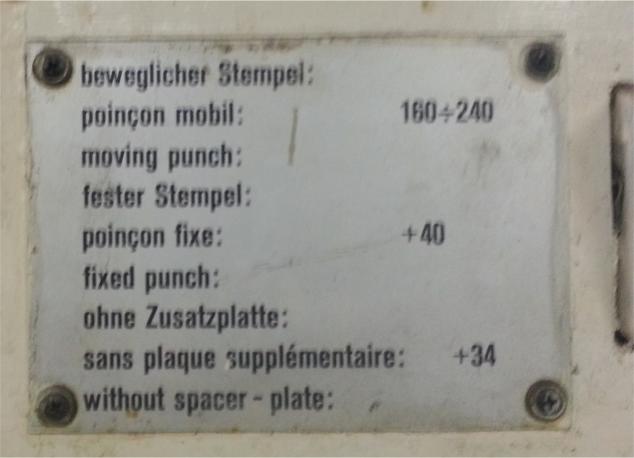 beweglicher Stempel:
poinçon mobil: 160÷240
moving punch:
fester Stempel:
poinçon fixe: +40
fixed punch:
ohne Zusatzplatte:
sans plaque supplémentaire: +34
without spacer - plate: